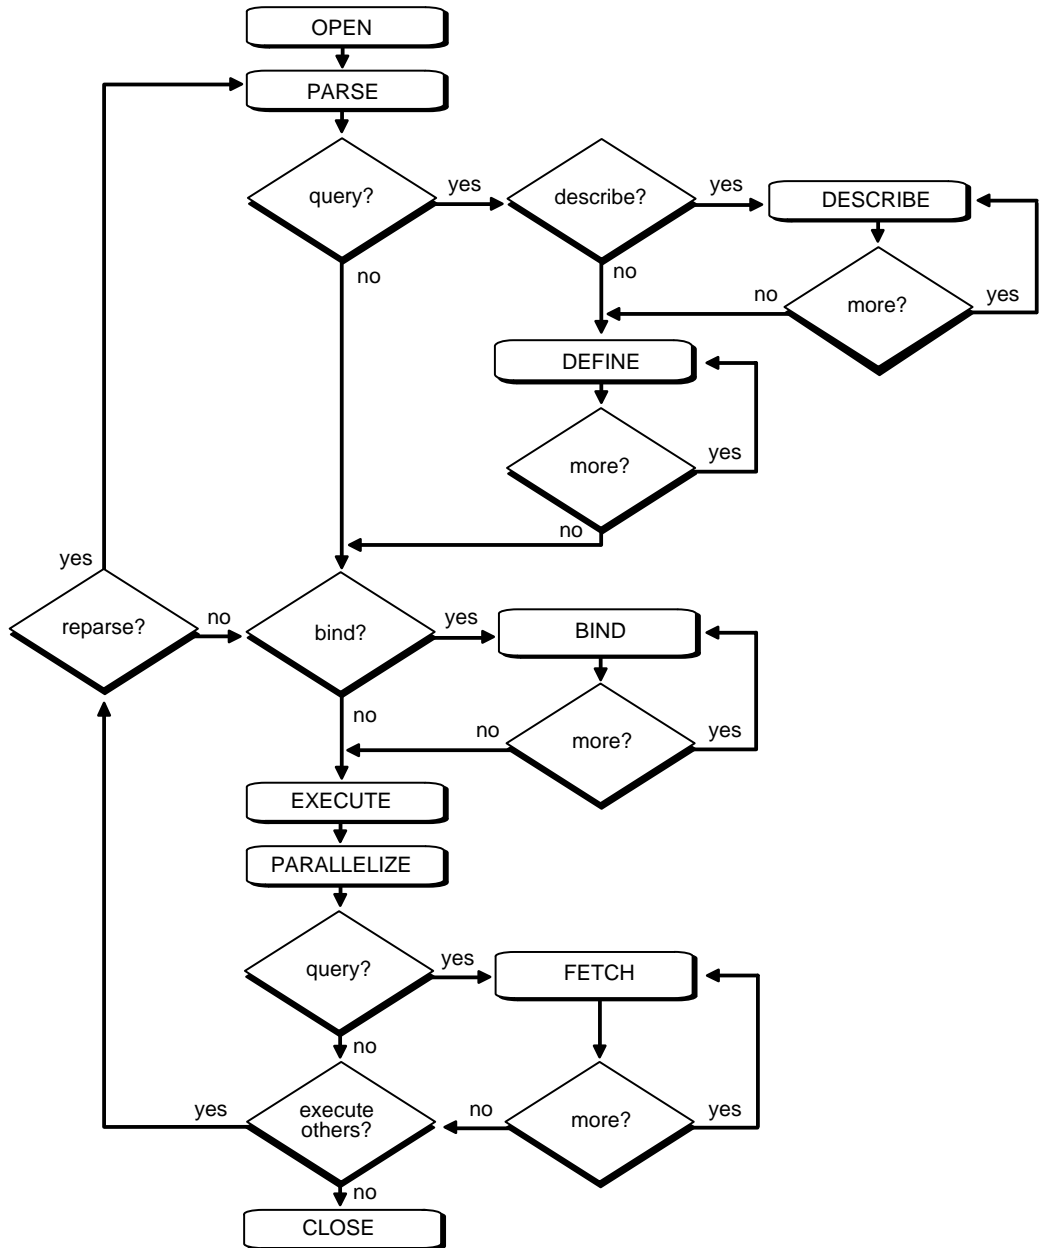 OPEN
PARSE
query?
yes
describe?
yes
DESCRIBE
no
no
no
more?
yes
DEFINE
more?
yes
no
yes
reparse?
no
bind?
yes
BIND
no
no
more?
yes
EXECUTE
PARALLELIZE
query?
yes
FETCH
no
yes
execute
others?
no
more?
yes
no
CLOSE